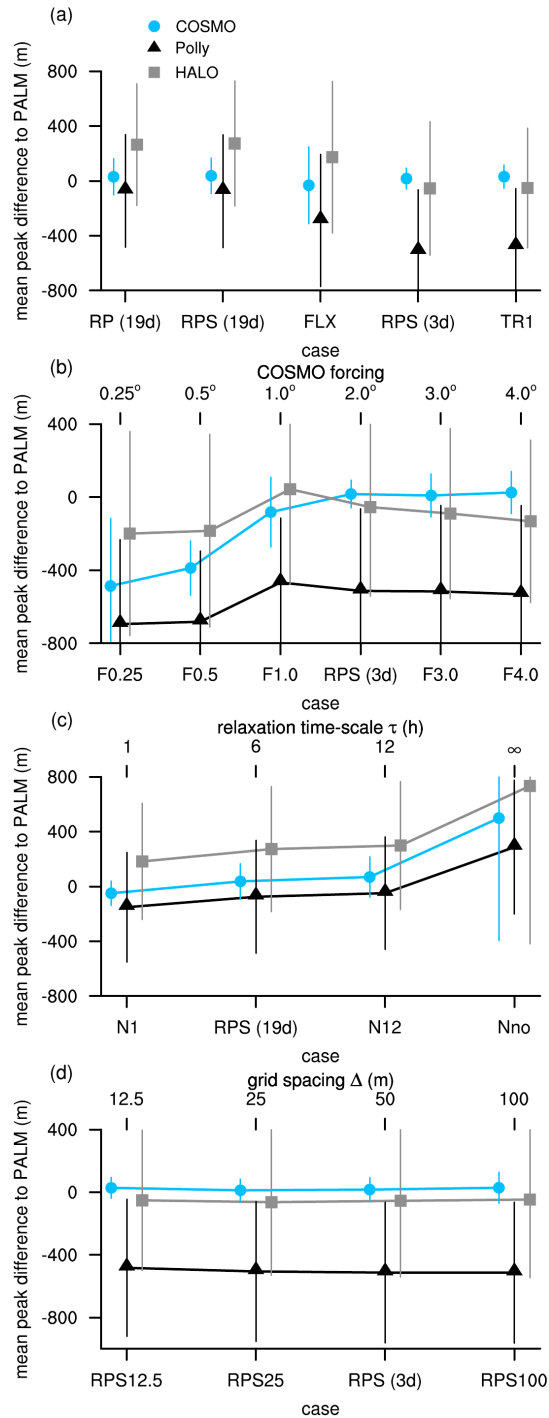 (a)
COSMO
Polly
HALO
mean peak difference to PALM (m)
800
400
0
-400
-800
RP (19d) RPS (19d) FLX RPS (3d) TR1
case
(b)
COSMO forcing
0.25° 0.5° 1.0° 2.0° 3.0° 4.0°
mean peak difference to PALM (m)
400
0
-400
-800
F0.25 F0.5 F1.0 RPS (3d) F3.0 F4.0
case
(c)
relaxation time-scale τ (h)
1 6 12 ∞
mean peak difference to PALM (m)
800
400
0
-400
-800
N1 RPS (19d) N12 Nno
case
(d)
grid spacing Δ (m)
12.5 25 50 100
mean peak difference to PALM (m)
400
0
-400
-800
RPS12.5 RPS25 RPS (3d) RPS100
case